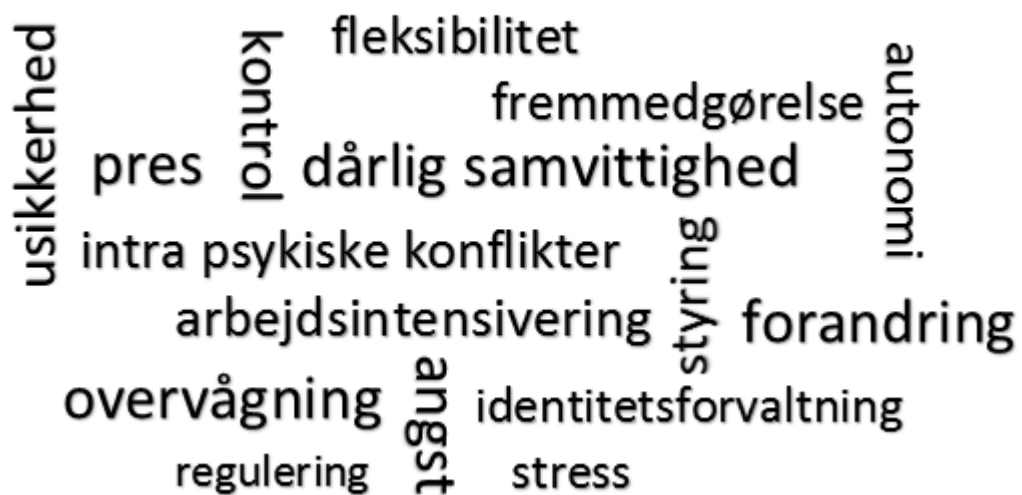 fleksibilitet
usikkerhed
kontrol
autonomi
fremmedgørelse
pres
dårlig samvittighed
intra psykiske konflikter
styring
arbejdsintensivering
forandring
overvågning
angst
identitetsforvaltning
regulering
stress